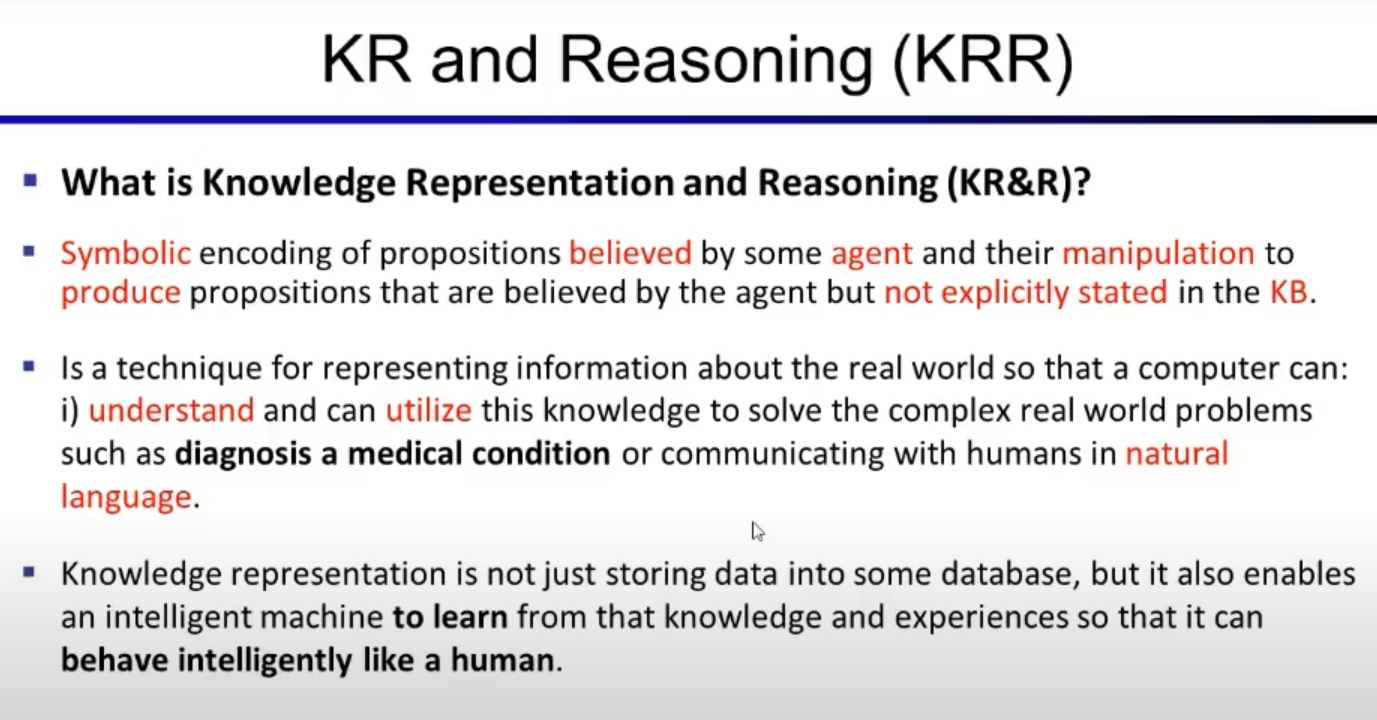 KR and Reasoning (KRR)
What is Knowledge Representation and Reasoning (KR&R)?
Symbolic encoding of propositions believed by some agent and their manipulation to
produce propositions that are believed by the agent but not explicitly stated in the KB.
Is a technique for representing information about the real world so that a computer can:
i) understand and can utilize this knowledge to solve the complex real world problems
such as diagnosis a medical condition or communicating with humans in natural
language.
Knowledge representation is not just storing data into some database, but it also enables
an intelligent machine to learn from that knowledge and experiences so that it can
behave intelligently like a human.